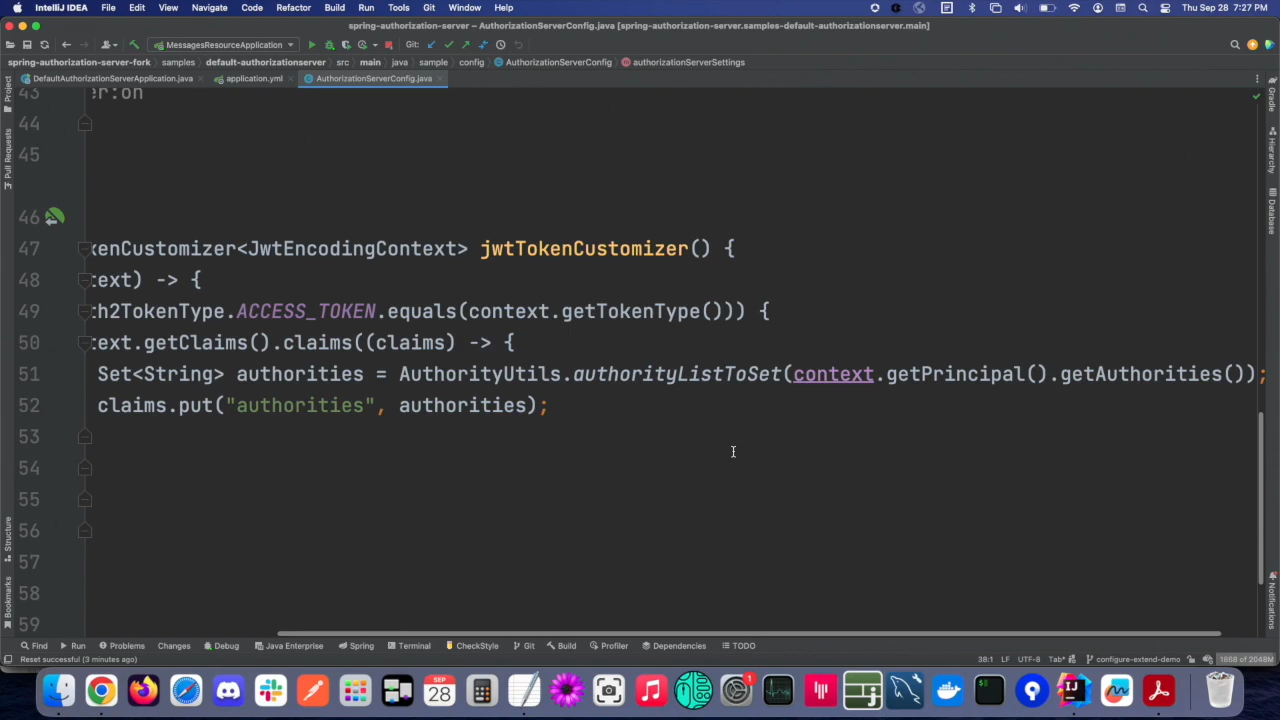 IntelliJ IDEA File Edit View Navigate Code Refactor Build Run Tools Git Window Help Thu Sep 28 7:27 PM
spring-authorization-server – AuthorizationServerConfig.java [spring-authorization-server.samples-default-authorizationserver.main]
MessagesResourceApplication Git:
spring-authorization-server-fork samples default-authorizationserver src main java sample config AuthorizationServerConfig authorizationServerSettings
DefaultAuthorizationServerApplication.java application.yml AuthorizationServerConfig.java
43 er:on
44
45
46
47 kenCustomizer<JwtEncodingContext> jwtTokenCustomizer() {
48 text) -> {
49 th2TokenType.ACCESS_TOKEN.equals(context.getTokenType())) {
50 text.getClaims().claims((claims) -> {
51 Set<String> authorities = AuthorityUtils.authorityListToSet(context.getPrincipal().getAuthorities());
52 claims.put("authorities", authorities);
53
54
55
56
57
58
59
Project
Pull Requests
Structure
Bookmarks
Gradle
Hierarchy
Database
Notifications
Find Run Problems Changes Debug Java Enterprise Spring Terminal CheckStyle Git Build Profiler Dependencies TODO
Reset successful (3 minutes ago) 38:1 LF UTF-8 Tab* configure-extend-demo 1668 of 2048M
SEP
28
1